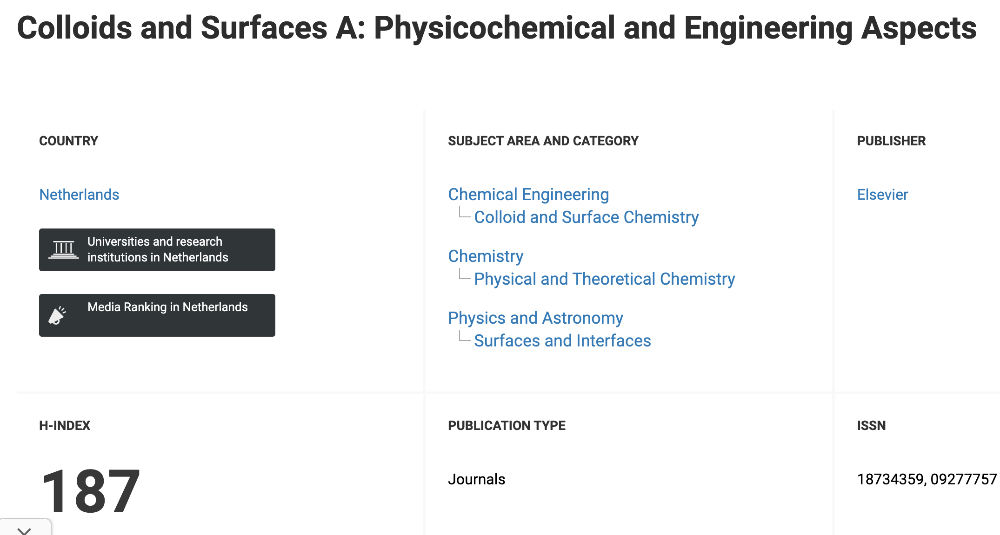 Colloids and Surfaces A: Physicochemical and Engineering Aspects
COUNTRY
Netherlands
Universities and research
institutions in Netherlands
Media Ranking in Netherlands
SUBJECT AREA AND CATEGORY
Chemical Engineering
Colloid and Surface Chemistry
Chemistry
Physical and Theoretical Chemistry
Physics and Astronomy
Surfaces and Interfaces
PUBLISHER
Elsevier
H-INDEX
187
PUBLICATION TYPE
Journals
ISSN
18734359, 09277757